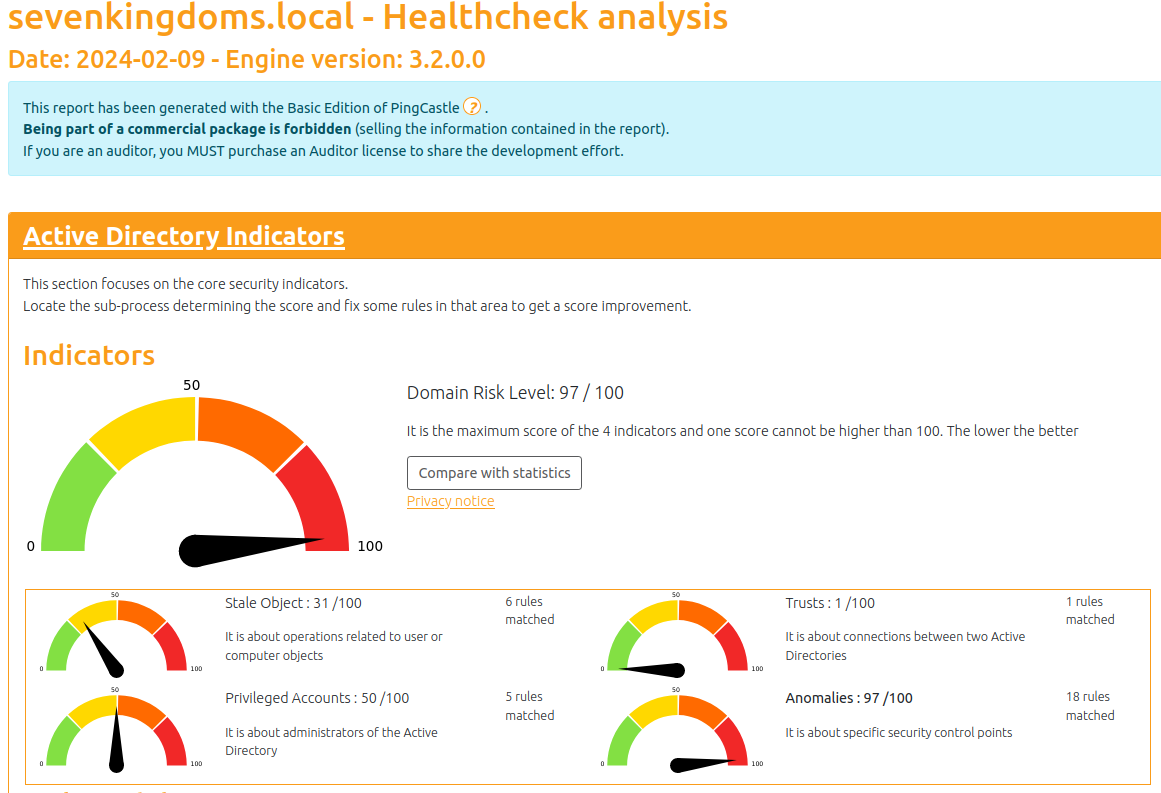 sevenkingdoms.local - Healthcheck analysis
Date: 2024-02-09 - Engine version: 3.2.0.0
This report has been generated with the Basic Edition of PingCastle ? .
Being part of a commercial package is forbidden (selling the information contained in the report).
If you are an auditor, you MUST purchase an Auditor license to share the development effort.
Active Directory Indicators
This section focuses on the core security indicators.
Locate the sub-process determining the score and fix some rules in that area to get a score improvement.
Indicators
50
0
100
Domain Risk Level: 97 / 100
It is the maximum score of the 4 indicators and one score cannot be higher than 100. The lower the better
Compare with statistics
Privacy notice
50
0
100
Stale Object : 31 /100
It is about operations related to user or
computer objects
6 rules
matched
50
0
100
Trusts : 1 /100
It is about connections between two Active
Directories
1 rules
matched
50
0
100
Privileged Accounts : 50 /100
It is about administrators of the Active
Directory
5 rules
matched
50
0
100
Anomalies : 97 /100
It is about specific security control points
18 rules
matched